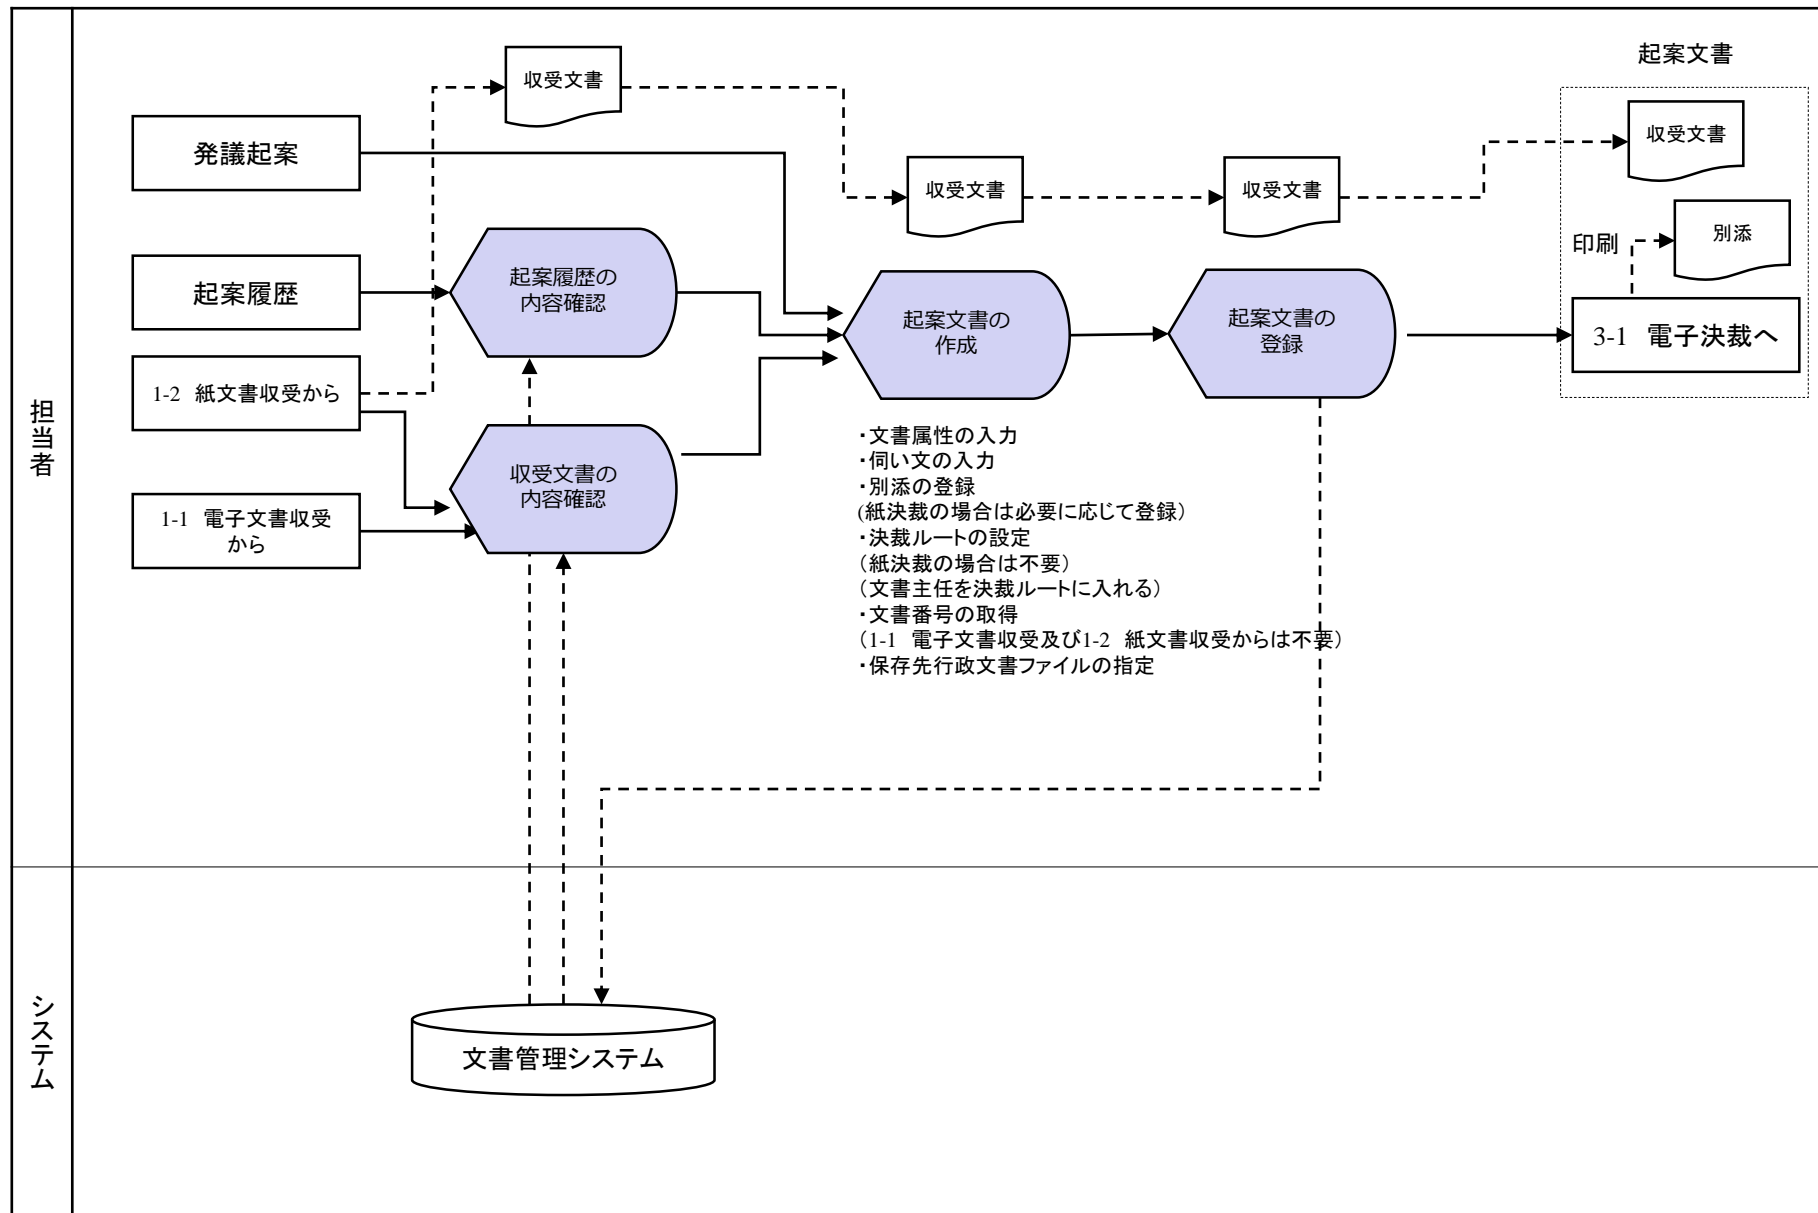 起案文書
収受文書
発議起案
収受文書
収受文書
収受文書
別添
印刷
起案履歴
起案履歴の
内容確認
起案文書の
作成
起案文書の
登録
3-1 電子決裁へ
1-2 紙文書収受から
担当者
収受文書の
内容確認
1-1 電子文書収受
から
・文書属性の入力
・伺い文の入力
・別添の登録
(紙決裁の場合は必要に応じて登録）
・決裁ルートの設定
（紙決裁の場合は不要）
（文書主任を決裁ルートに入れる）
・文書番号の取得
（1-1 電子文書収受及び1-2 紙文書収受からは不要）
・保存先行政文書ファイルの指定
システム
文書管理システム